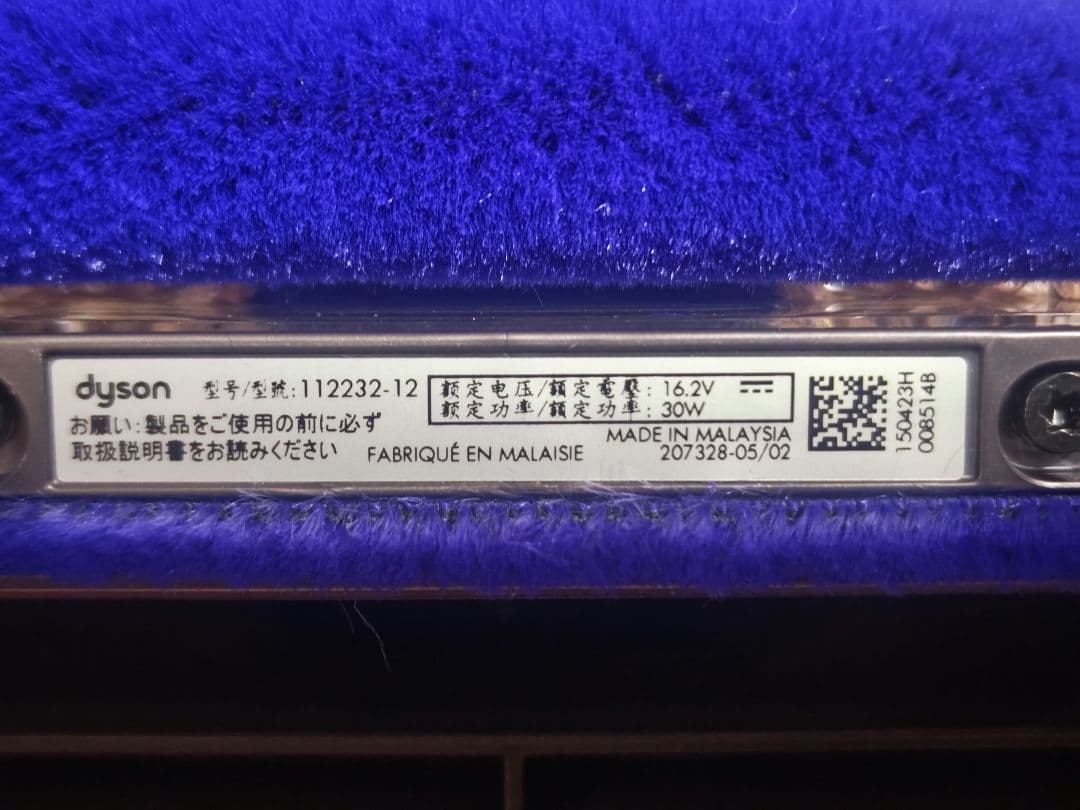 dyson 型号/型號:112232-12
お願い:製品をご使用の前に必ず
取扱説明書をお読みください
FABRIQUÉ EN MALAISIE
额定电压/額定電壓: 16.2V
额定功率/額定功率: 30W
MADE IN MALAYSIA
207328-05/02
150423H
008514B